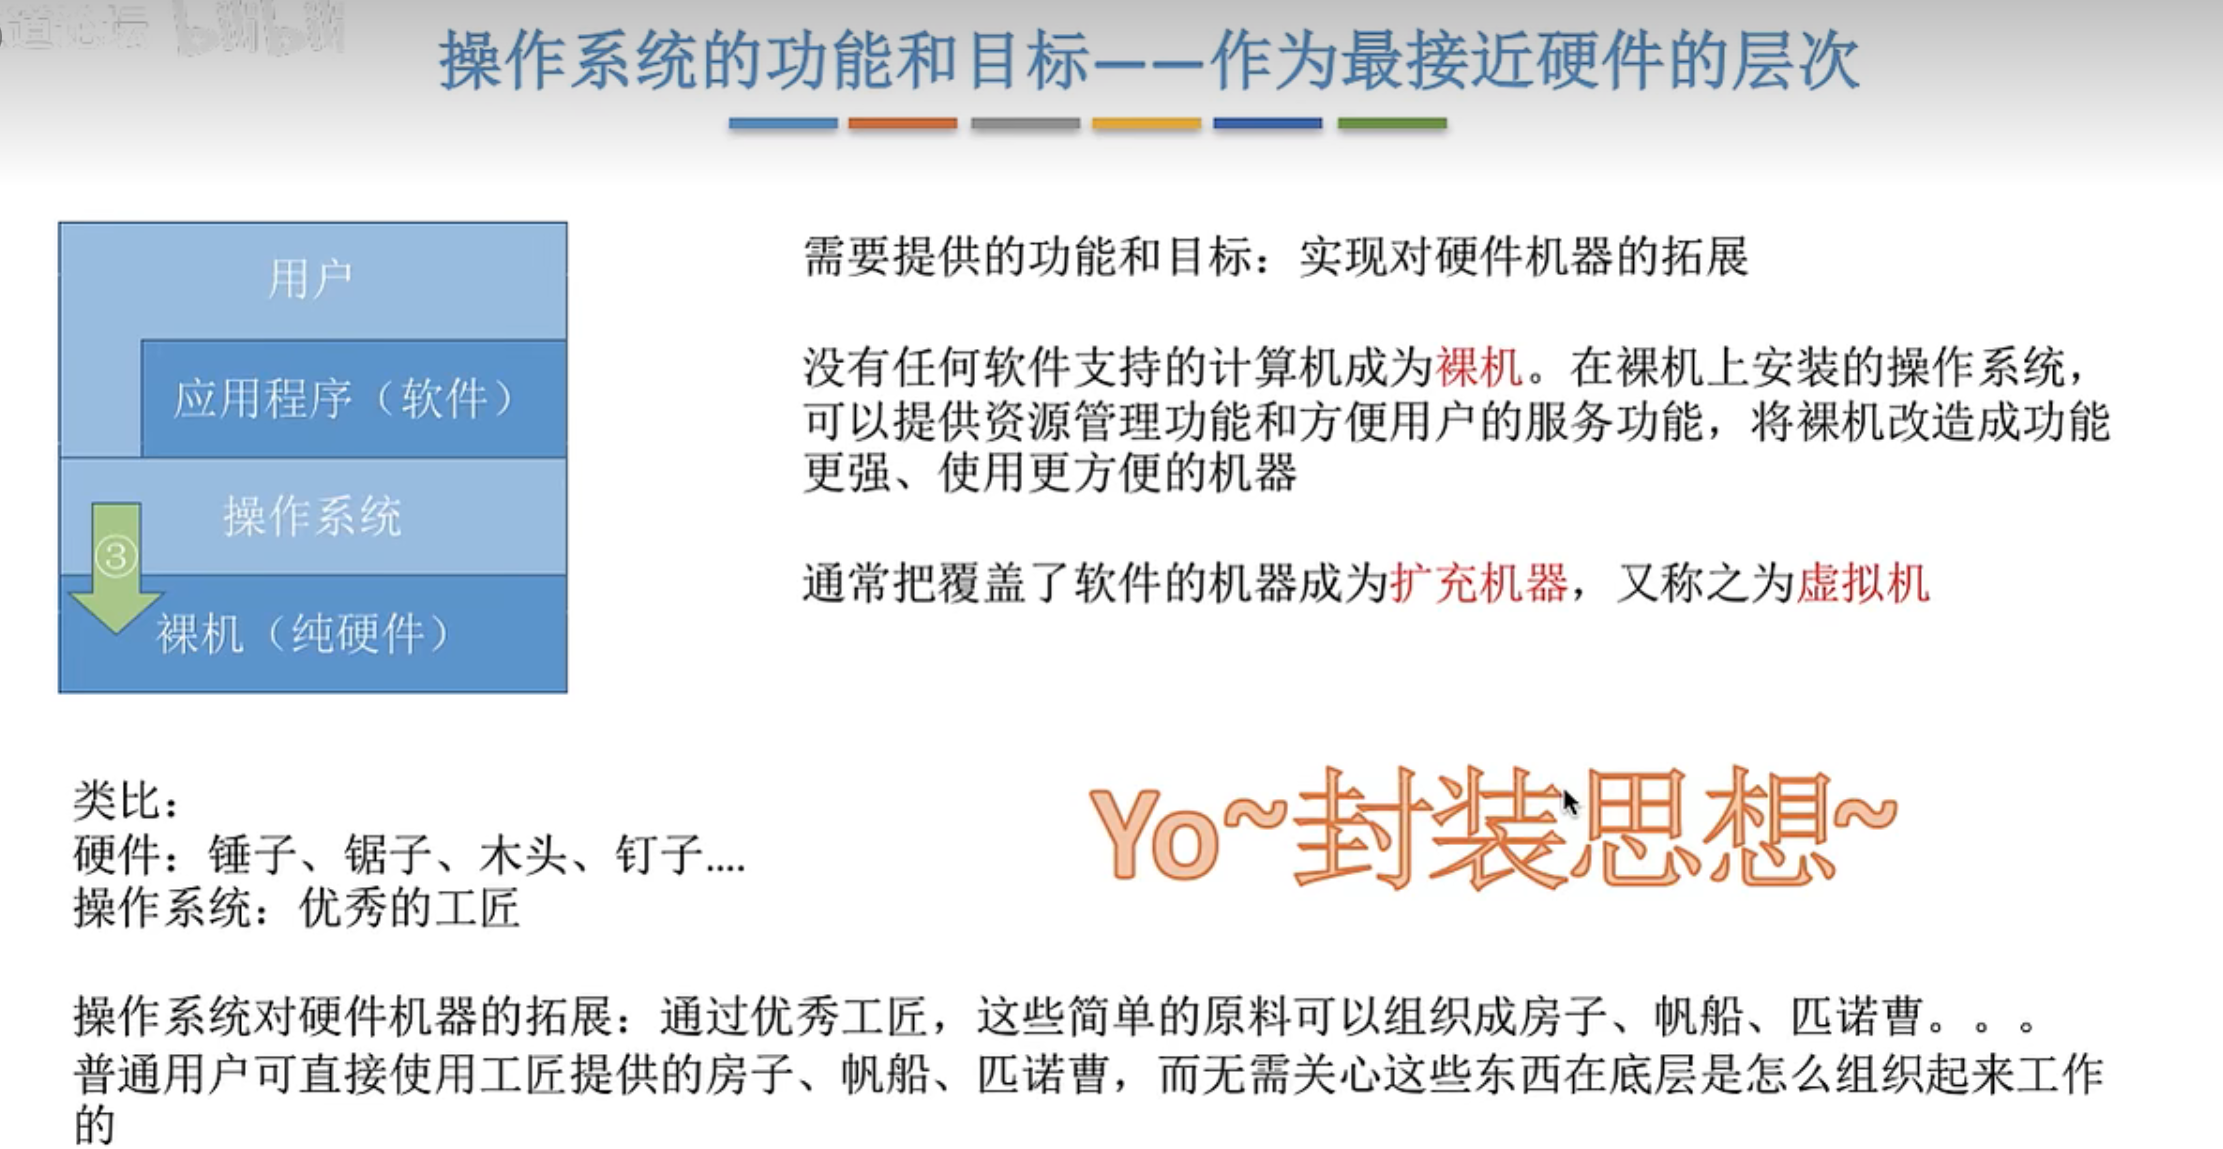 道论坛 bilibili
操作系统的功能和目标——作为最接近硬件的层次
用户
应用程序（软件）
操作系统
③
裸机（纯硬件）
需要提供的功能和目标：实现对硬件机器的拓展
没有任何软件支持的计算机成为裸机。在裸机上安装的操作系统，
可以提供资源管理功能和方便用户的服务功能，将裸机改造成功能
更强、使用更方便的机器
通常把覆盖了软件的机器成为扩充机器，又称之为虚拟机
类比：
硬件：锤子、锯子、木头、钉子....
操作系统：优秀的工匠
Yo~封装思想~
操作系统对硬件机器的拓展：通过优秀工匠，这些简单的原料可以组织成房子、帆船、匹诺曹。。。
普通用户可直接使用工匠提供的房子、帆船、匹诺曹，而无需关心这些东西在底层是怎么组织起来工作
的